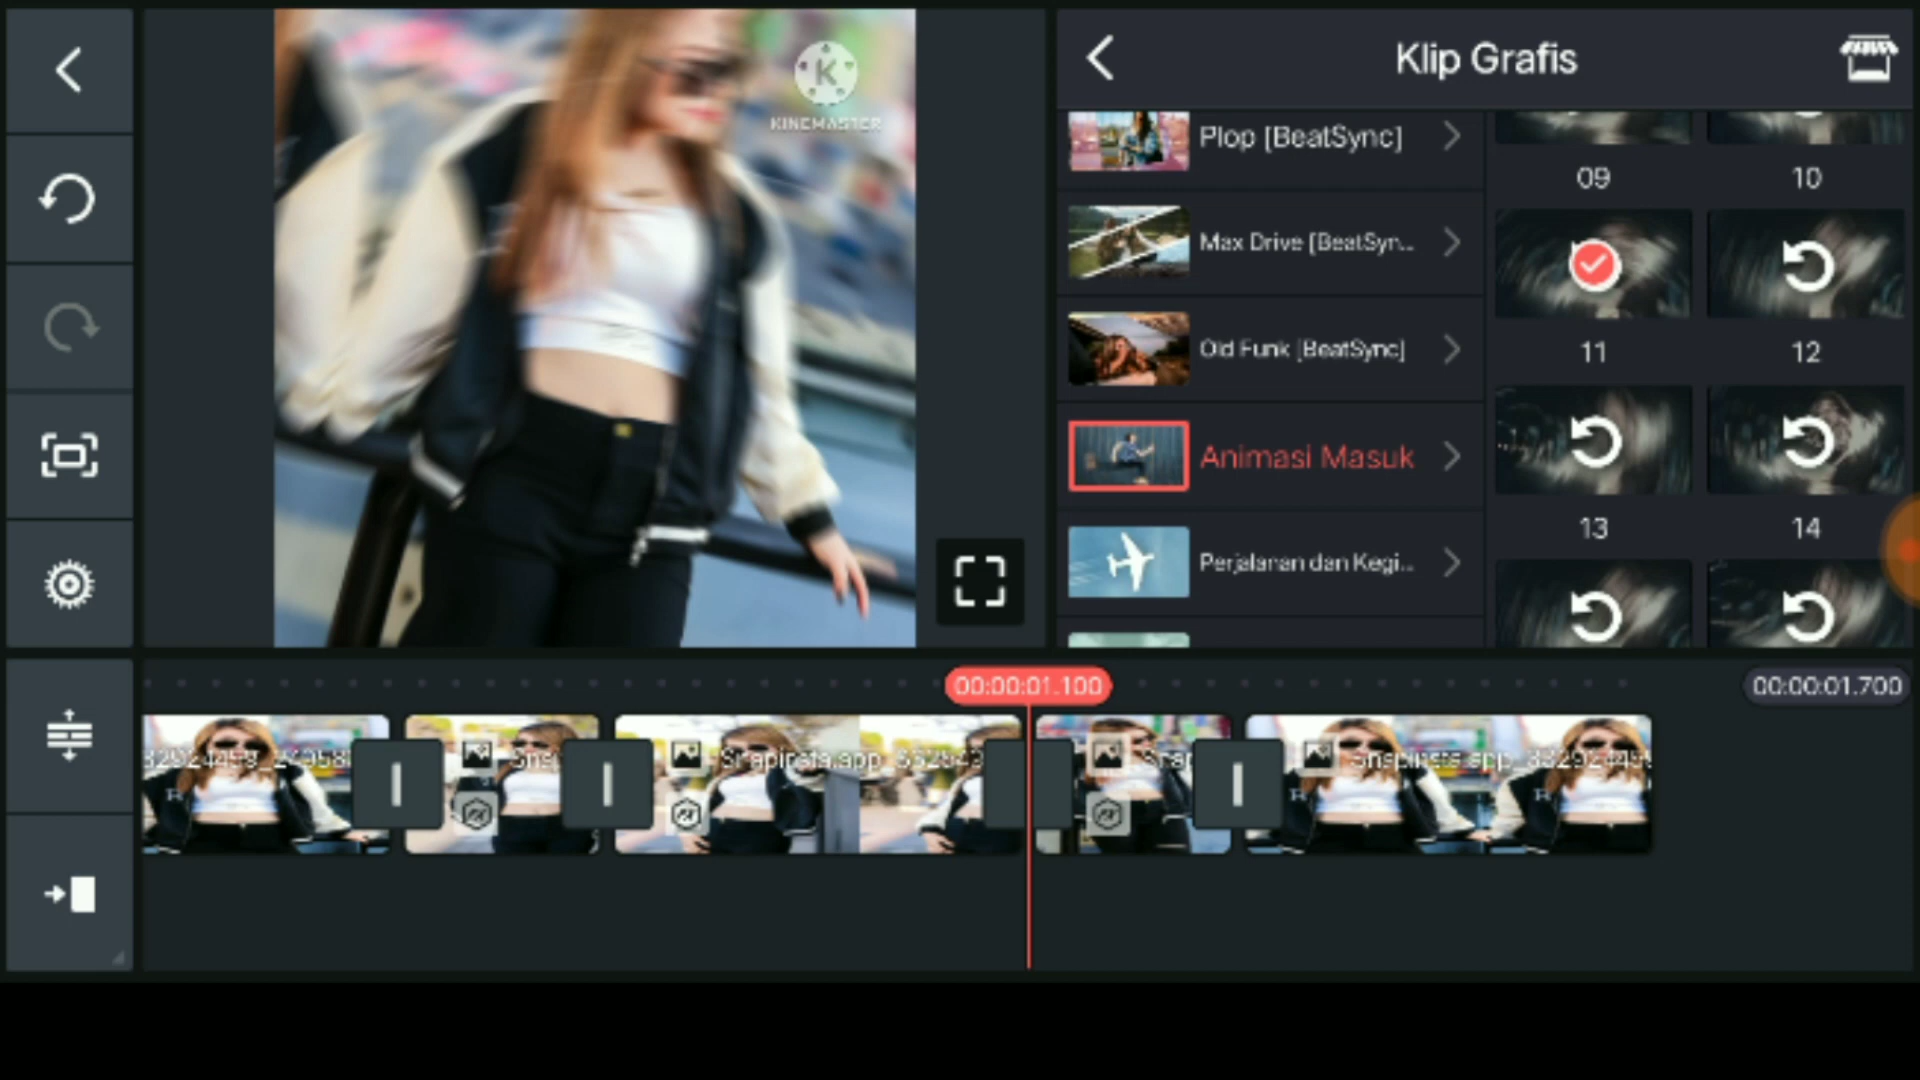 KINEMASTER
Klip Grafis
Plop [BeatSync]
Max Drive [BeatSyn...
Old Funk [BeatSync]
Animasi Masuk
Perjalanan dan Kegi...
09
10
11
12
13
14
00:00:01.100
00:00:01.700
Snap